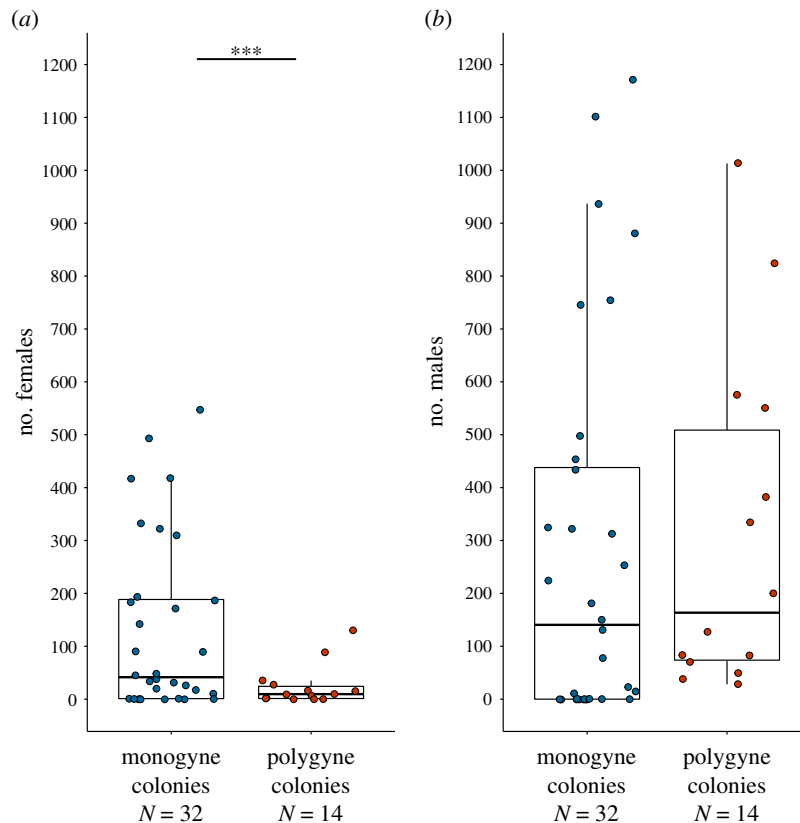 (a)
***
1200
1100
1000
900
800
700
600
500
400
300
200
100
0
no. females
monogyne
colonies
N = 32
polygyne
colonies
N = 14
(b)
1200
1100
1000
900
800
700
600
500
400
300
200
100
0
no. males
monogyne
colonies
N = 32
polygyne
colonies
N = 14